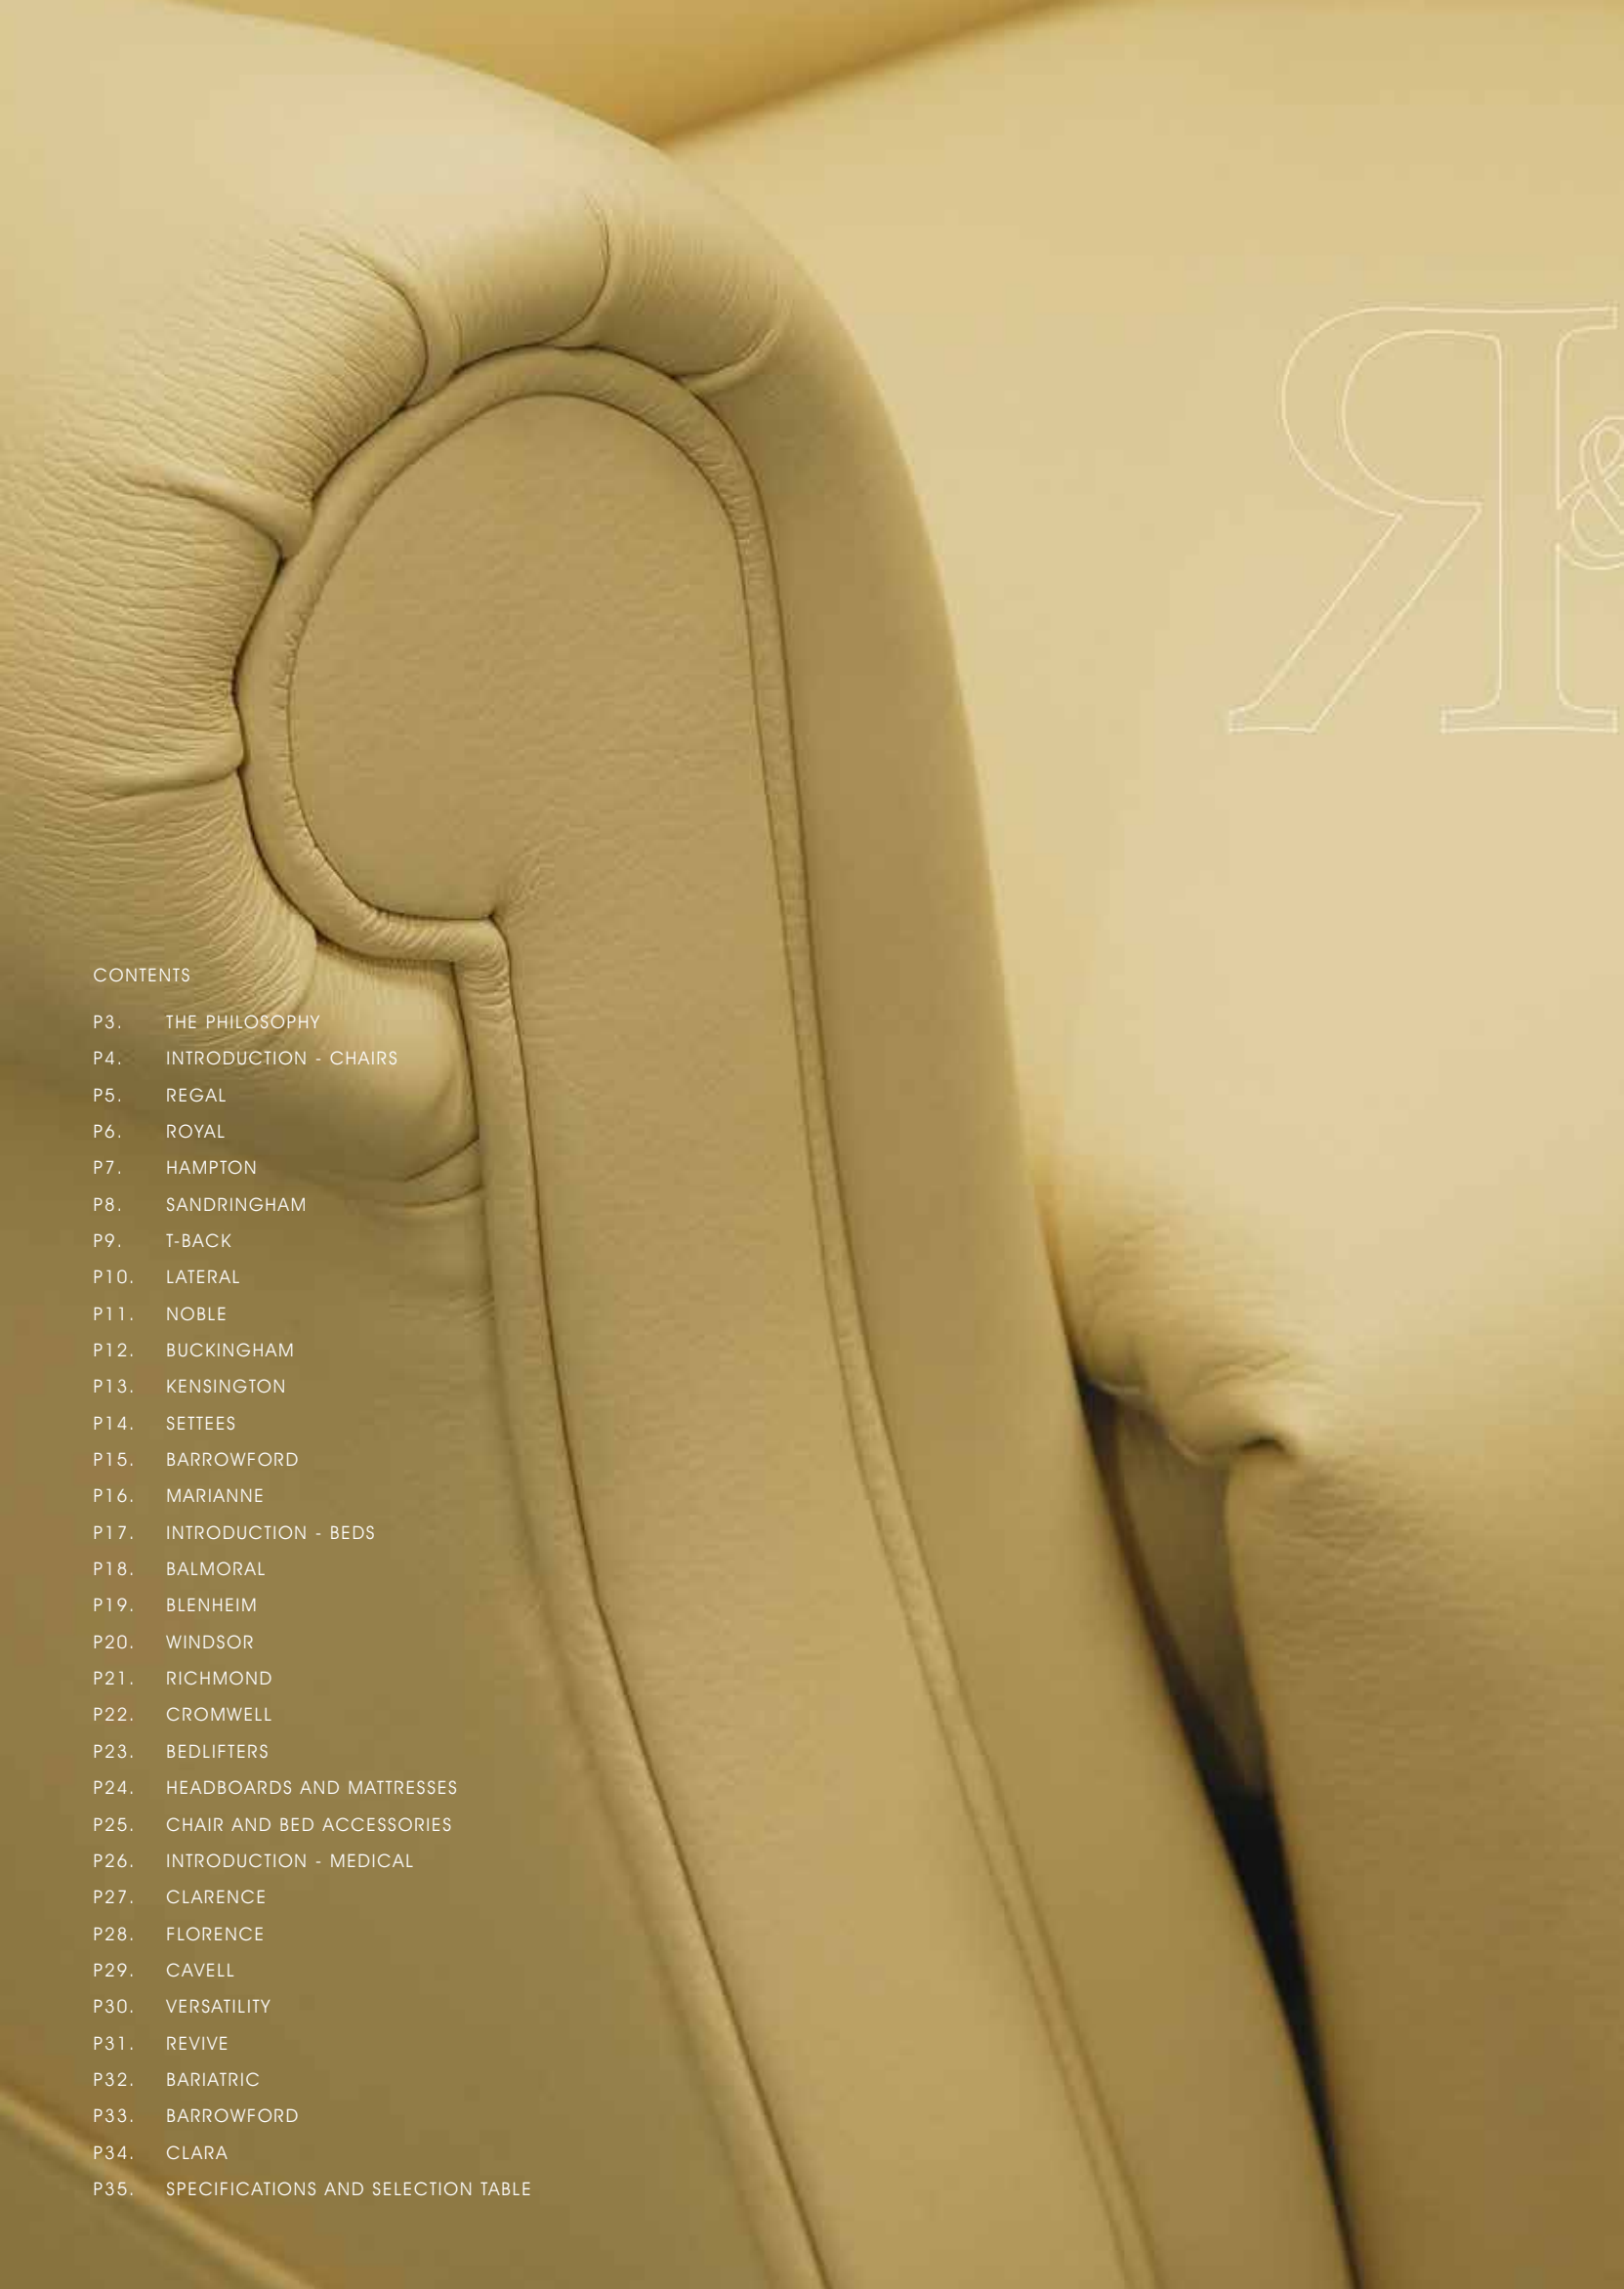 R&
CONTENTS
P3. THE PHILOSOPHY
P4. INTRODUCTION - CHAIRS
P5. REGAL
P6. ROYAL
P7. HAMPTON
P8. SANDRINGHAM
P9. T-BACK
P10. LATERAL
P11. NOBLE
P12. BUCKINGHAM
P13. KENSINGTON
P14. SETTEES
P15. BARROWFORD
P16. MARIANNE
P17. INTRODUCTION - BEDS
P18. BALMORAL
P19. BLENHEIM
P20. WINDSOR
P21. RICHMOND
P22. CROMWELL
P23. BEDLIFTERS
P24. HEADBOARDS AND MATTRESSES
P25. CHAIR AND BED ACCESSORIES
P26. INTRODUCTION - MEDICAL
P27. CLARENCE
P28. FLORENCE
P29. CAVELL
P30. VERSATILITY
P31. REVIVE
P32. BARIATRIC
P33. BARROWFORD
P34. CLARA
P35. SPECIFICATIONS AND SELECTION TABLE